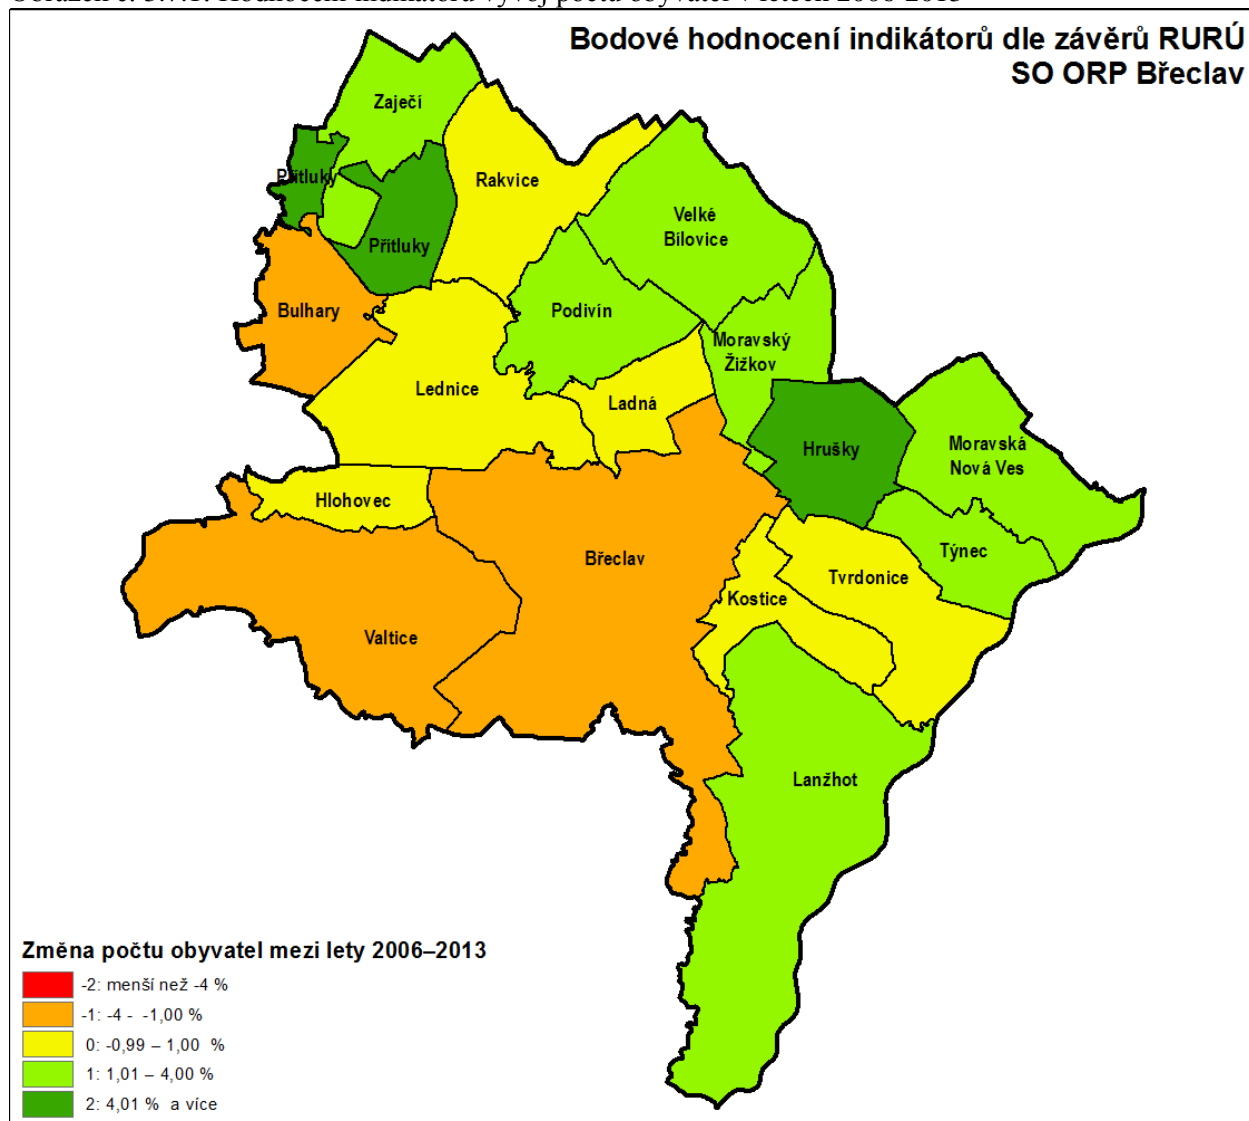 Bodové hodnocení indikátorů dle závěrů RURÚ
SO ORP Břeclav
Zaječí
Přítluky
Rakvice
Velké
Bílovice
Přítluky
Bulhary
Podivín
Moravský
Žižkov
Lednice
Ladná
Hrušky
Moravská
Nová Ves
Hlohovec
Břeclav
Týnec
Tvrdonice
Kostice
Valtice
Lanžhot
Změna počtu obyvatel mezi lety 2006–2013
-2: menší než -4 %
-1: -4 - -1,00 %
0: -0,99 – 1,00 %
1: 1,01 – 4,00 %
2: 4,01 % a více